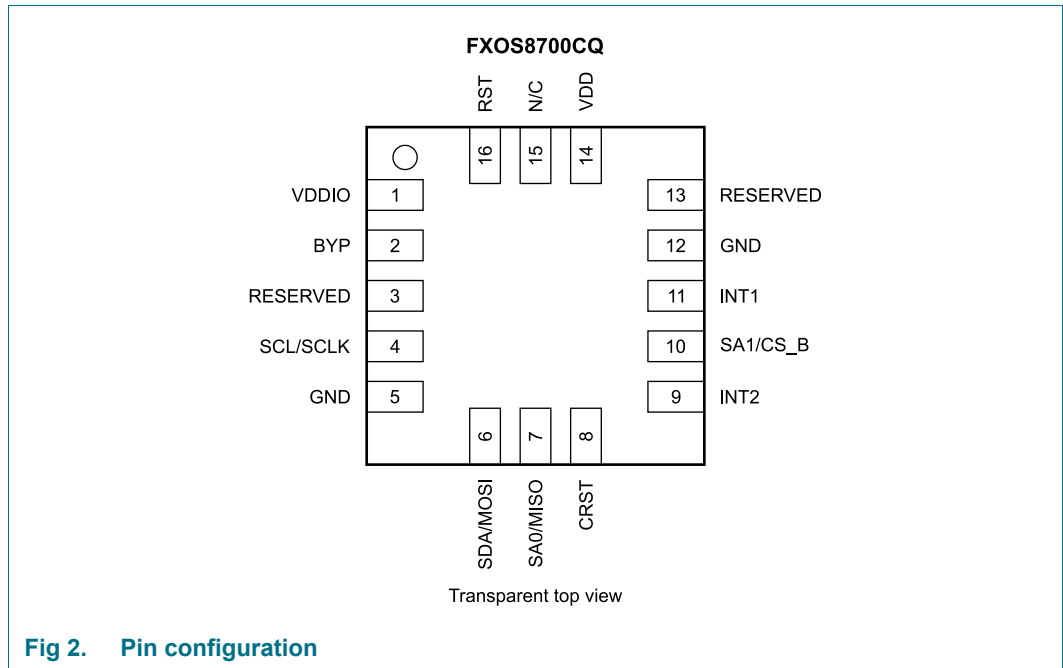 FXOS8700CQ
RST
N/C
VDD
16
15
14
VDDIO
1
13
RESERVED
BYP
2
12
GND
RESERVED
3
11
INT1
SCL/SCLK
4
10
SA1/CS_B
GND
5
9
INT2
6
7
8
SDA/MOSI
SA0/MISO
CRST
Transparent top view
Fig 2. Pin configuration